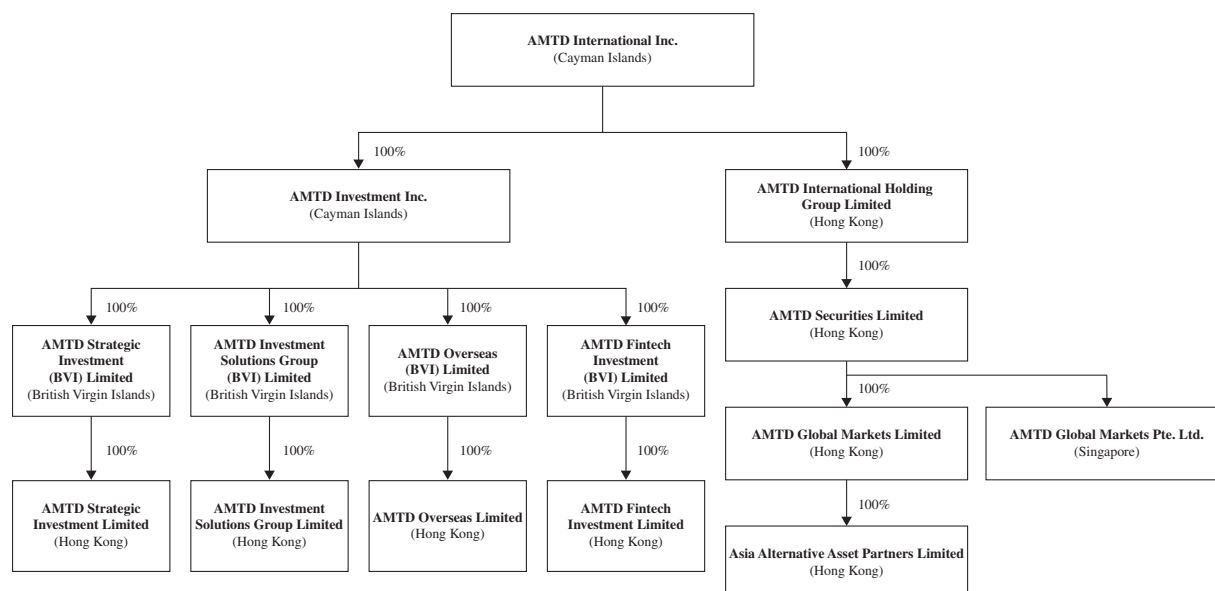 AMTD International Inc.
(Cayman Islands)
100%
100%
AMTD Investment Inc.
(Cayman Islands)
AMTD International Holding
Group Limited
(Hong Kong)
100%
100%
100%
100%
100%
AMTD Strategic
Investment
(BVI) Limited
(British Virgin Islands)
AMTD Investment
Solutions Group
(BVI) Limited
(British Virgin Islands)
AMTD Overseas
(BVI) Limited
(British Virgin Islands)
AMTD Fintech
Investment
(BVI) Limited
(British Virgin Islands)
AMTD Securities Limited
(Hong Kong)
100%
100%
100%
100%
100%
AMTD Global Markets Limited
(Hong Kong)
AMTD Global Markets Pte. Ltd.
(Singapore)
AMTD Strategic
Investment Limited
(Hong Kong)
AMTD Investment
Solutions Group Limited
(Hong Kong)
AMTD Overseas Limited
(Hong Kong)
AMTD Fintech
Investment Limited
(Hong Kong)
100%
Asia Alternative Asset Partners Limited
(Hong Kong)